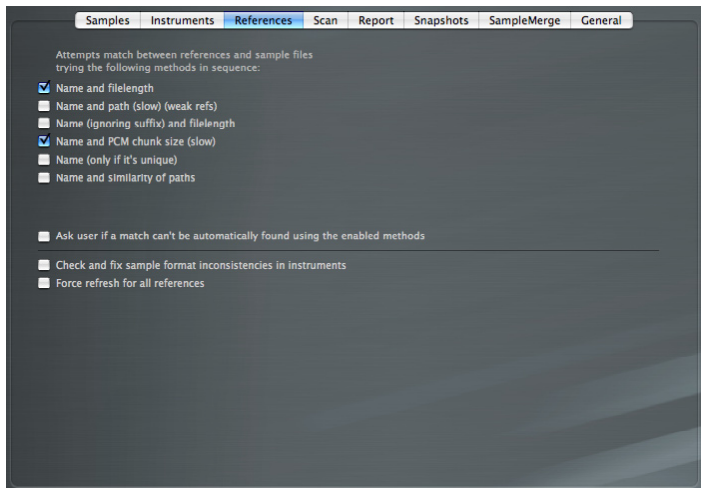 Samples Instruments References Scan Report Snapshots SampleMerge General
Attempts match between references and sample files
trying the following methods in sequence:
Name and filelength
Name and path (slow) (weak refs)
Name (ignoring suffix) and filelength
Name and PCM chunk size (slow)
Name (only if it's unique)
Name and similarity of paths
Ask user if a match can't be automatically found using the enabled methods
Check and fix sample format inconsistencies in instruments
Force refresh for all references